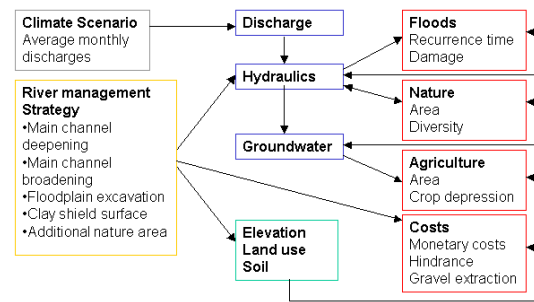 Climate Scenario
Average monthly
discharges
River management
Strategy
•Main channel
deepening
•Main channel
broadening
•Floodplain excavation
•Clay shield surface
•Additional nature area
Discharge
Hydraulics
Groundwater
Elevation
Land use
Soil
Floods
Recurrence time
Damage
Nature
Area
Diversity
Agriculture
Area
Crop depression
Costs
Monetary costs
Hindrance
Gravel extraction